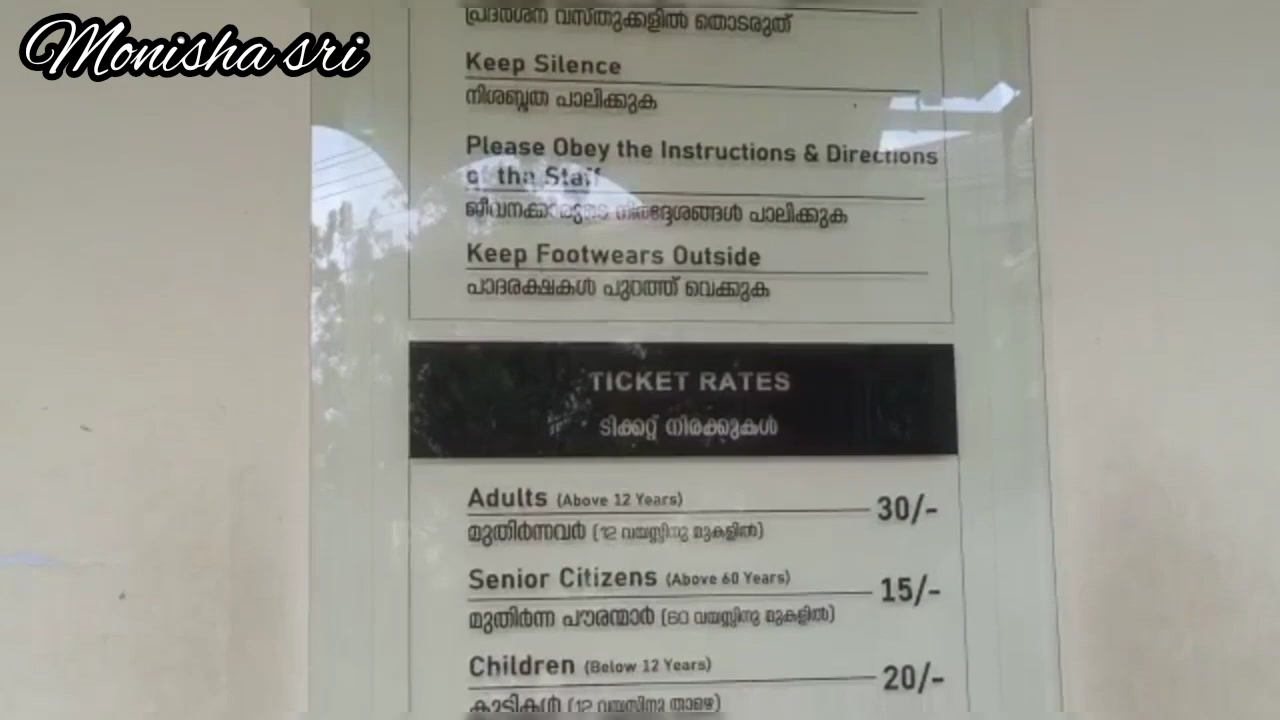 Monisha sri
പ്രദർശന വസ്തുക്കളിൽ തൊടരുത്
Keep Silence
നിശബ്ദത പാലിക്കുക
Please Obey the Instructions & Directions
of the Staff
ജീവനക്കാരുടെ നിർദ്ദേശങ്ങൾ പാലിക്കുക
Keep Footwears Outside
പാദരക്ഷകൾ പുറത്ത് വെക്കുക
TICKET RATES
ടിക്കറ്റ് നിരക്കുകൾ
Adults (Above 12 Years) 30/-
മുതിർന്നവർ (12 വയസ്സിനു മുകളിൽ)
Senior Citizens (Above 60 Years) 15/-
മുതിർന്ന പൗരന്മാർ (60 വയസ്സിനു മുകളിൽ)
Children (Below 12 Years) 20/-
കുട്ടികൾ (12 വയസിനു താഴെ)